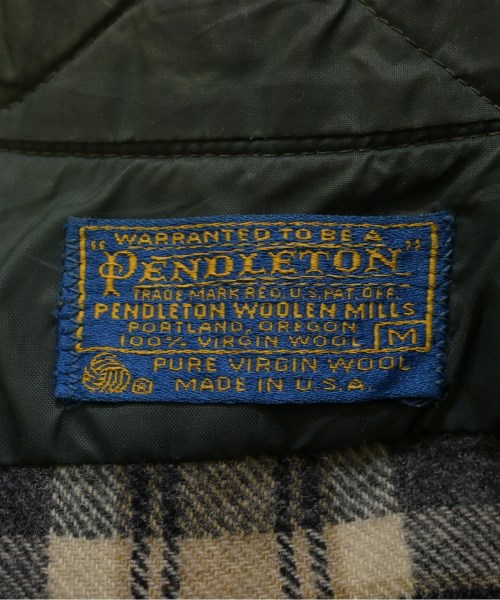 WARRANTED TO BE A
"PENDLETON"
TRADE MARK REG. U.S. PAT. OFF.
PENDLETON WOOLEN MILLS
PORTLAND, OREGON
100% VIRGIN WOOL M
PURE VIRGIN WOOL
MADE IN U.S.A.